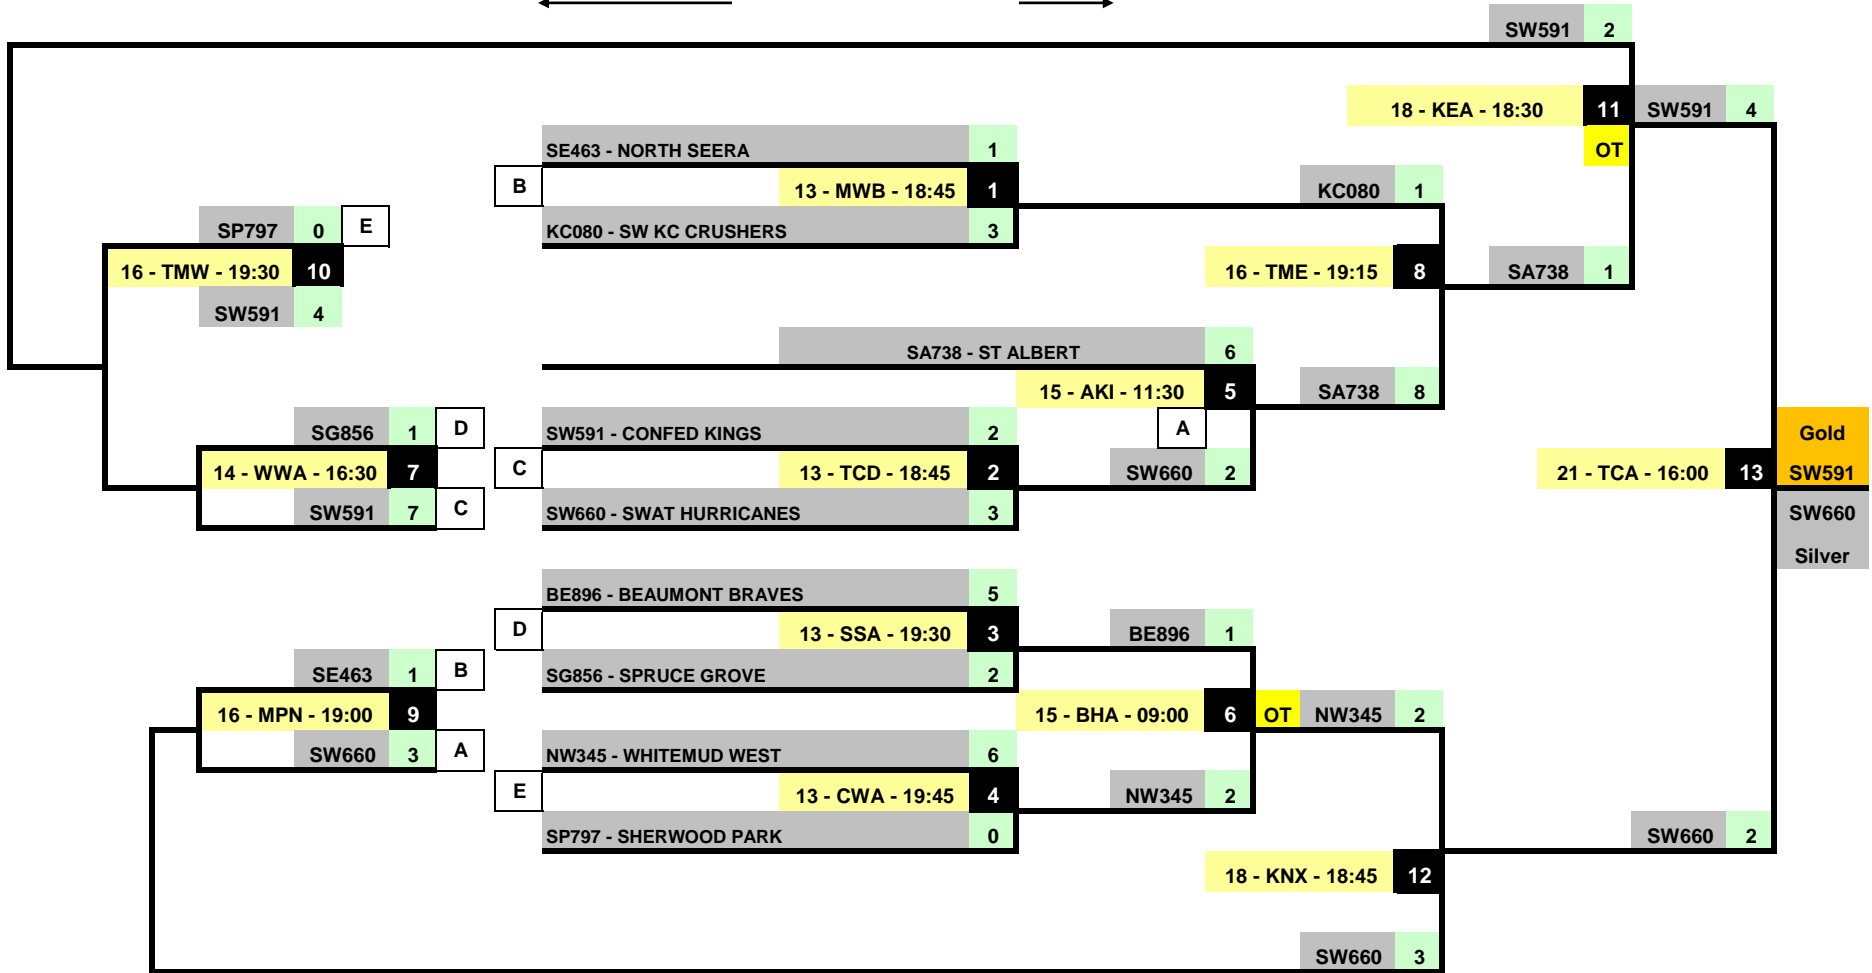 SW591 2
18 - KEA - 18:30 11 SW591 4
SE463 - NORTH SEERA 1 OT
B 13 - MWB - 18:45 1 KC080 1
SP797 0 E KC080 - SW KC CRUSHERS 3
16 - TMW - 19:30 10 16 - TME - 19:15 8 SA738 1
SW591 4
SA738 - ST ALBERT 6
15 - AKI - 11:30 5 SA738 8
SG856 1 D SW591 - CONFED KINGS 2 A Gold
14 - WWA - 16:30 7 C 13 - TCD - 18:45 2 SW660 2 21 - TCA - 16:00 13 SW591
SW591 7 C SW660 - SWAT HURRICANES 3 SW660
Silver
BE896 - BEAUMONT BRAVES 5
D 13 - SSA - 19:30 3 BE896 1
SE463 1 B SG856 - SPRUCE GROVE 2
16 - MPN - 19:00 9 15 - BHA - 09:00 6 OT NW345 2
SW660 3 A NW345 - WHITEMUD WEST 6
E 13 - CWA - 19:45 4 NW345 2
SP797 - SHERWOOD PARK 0 SW660 2
18 - KNX - 18:45 12
SW660 3